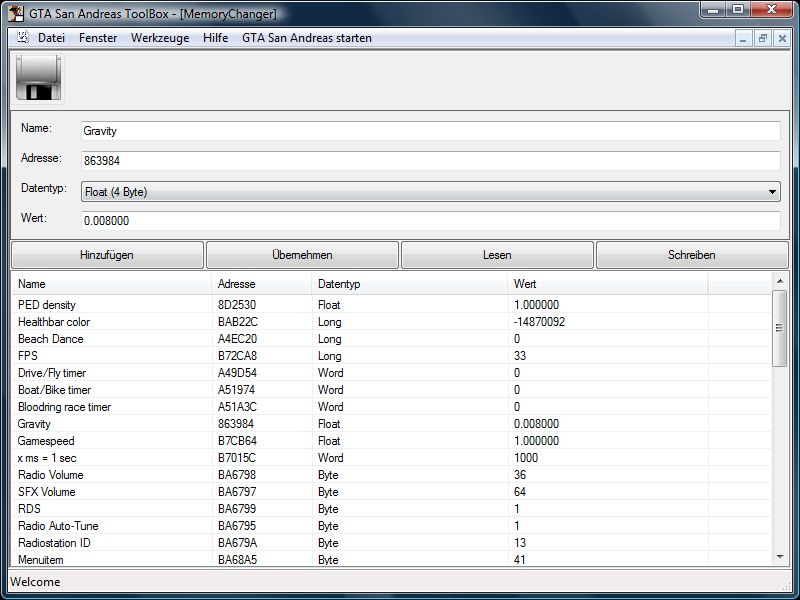 GTA San Andreas ToolBox - [MemoryChanger]
Datei Fenster Werkzeuge Hilfe GTA San Andreas starten
Name: Gravity
Adresse: 863984
Datentyp: Float (4 Byte)
Wert: 0.008000
Hinzufügen Übernehmen Lesen Schreiben
Name Adresse Datentyp Wert
PED density 8D2530 Float 1.000000
Healthbar color BAB22C Long -14870092
Beach Dance A4EC20 Long 0
FPS B72CA8 Long 33
Drive/Fly timer A49D54 Word 0
Boat/Bike timer A51974 Word 0
Bloodring race timer A51A3C Word 0
Gravity 863984 Float 0.008000
Gamespeed B7CB64 Float 1.000000
x ms = 1 sec B7015C Word 1000
Radio Volume BA6798 Byte 36
SFX Volume BA6797 Byte 64
RDS BA6799 Byte 1
Radio Auto-Tune BA6795 Byte 1
Radiostation ID BA679A Byte 13
Menuitem BA68A5 Byte 41
Welcome